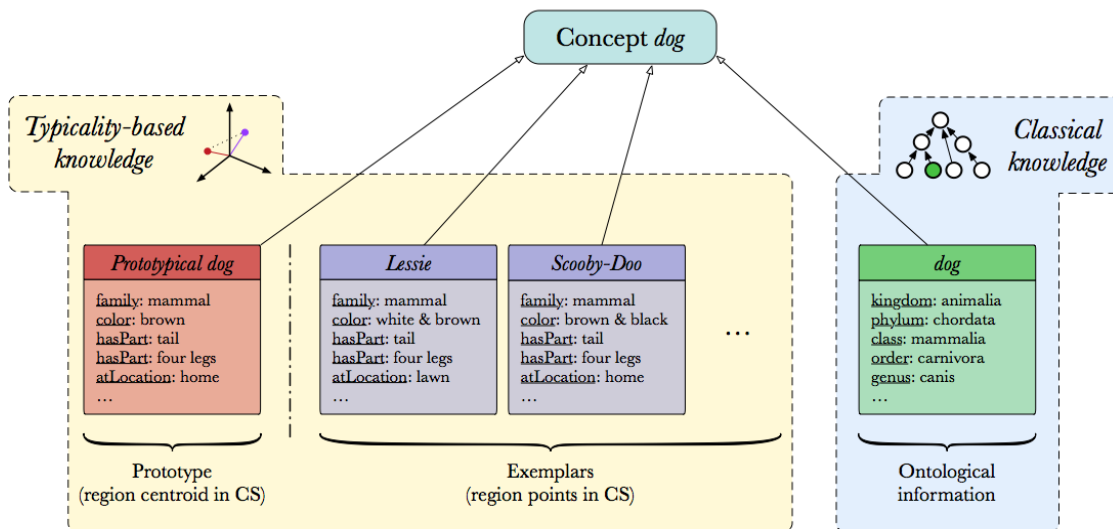 Concept dog
Typicality-based
knowledge
Classical
knowledge
Prototypical dog
family: mammal
color: brown
hasPart: tail
hasPart: four legs
atLocation: home
…
Lessie
family: mammal
color: white & brown
hasPart: tail
hasPart: four legs
atLocation: lawn
…
Scooby-Doo
family: mammal
color: brown & black
hasPart: tail
hasPart: four legs
atLocation: home
…
…
dog
kingdom: animalia
phylum: chordata
class: mammalia
order: carnivora
genus: canis
…
Prototype
(region centroid in CS)
Exemplars
(region points in CS)
Ontological
information